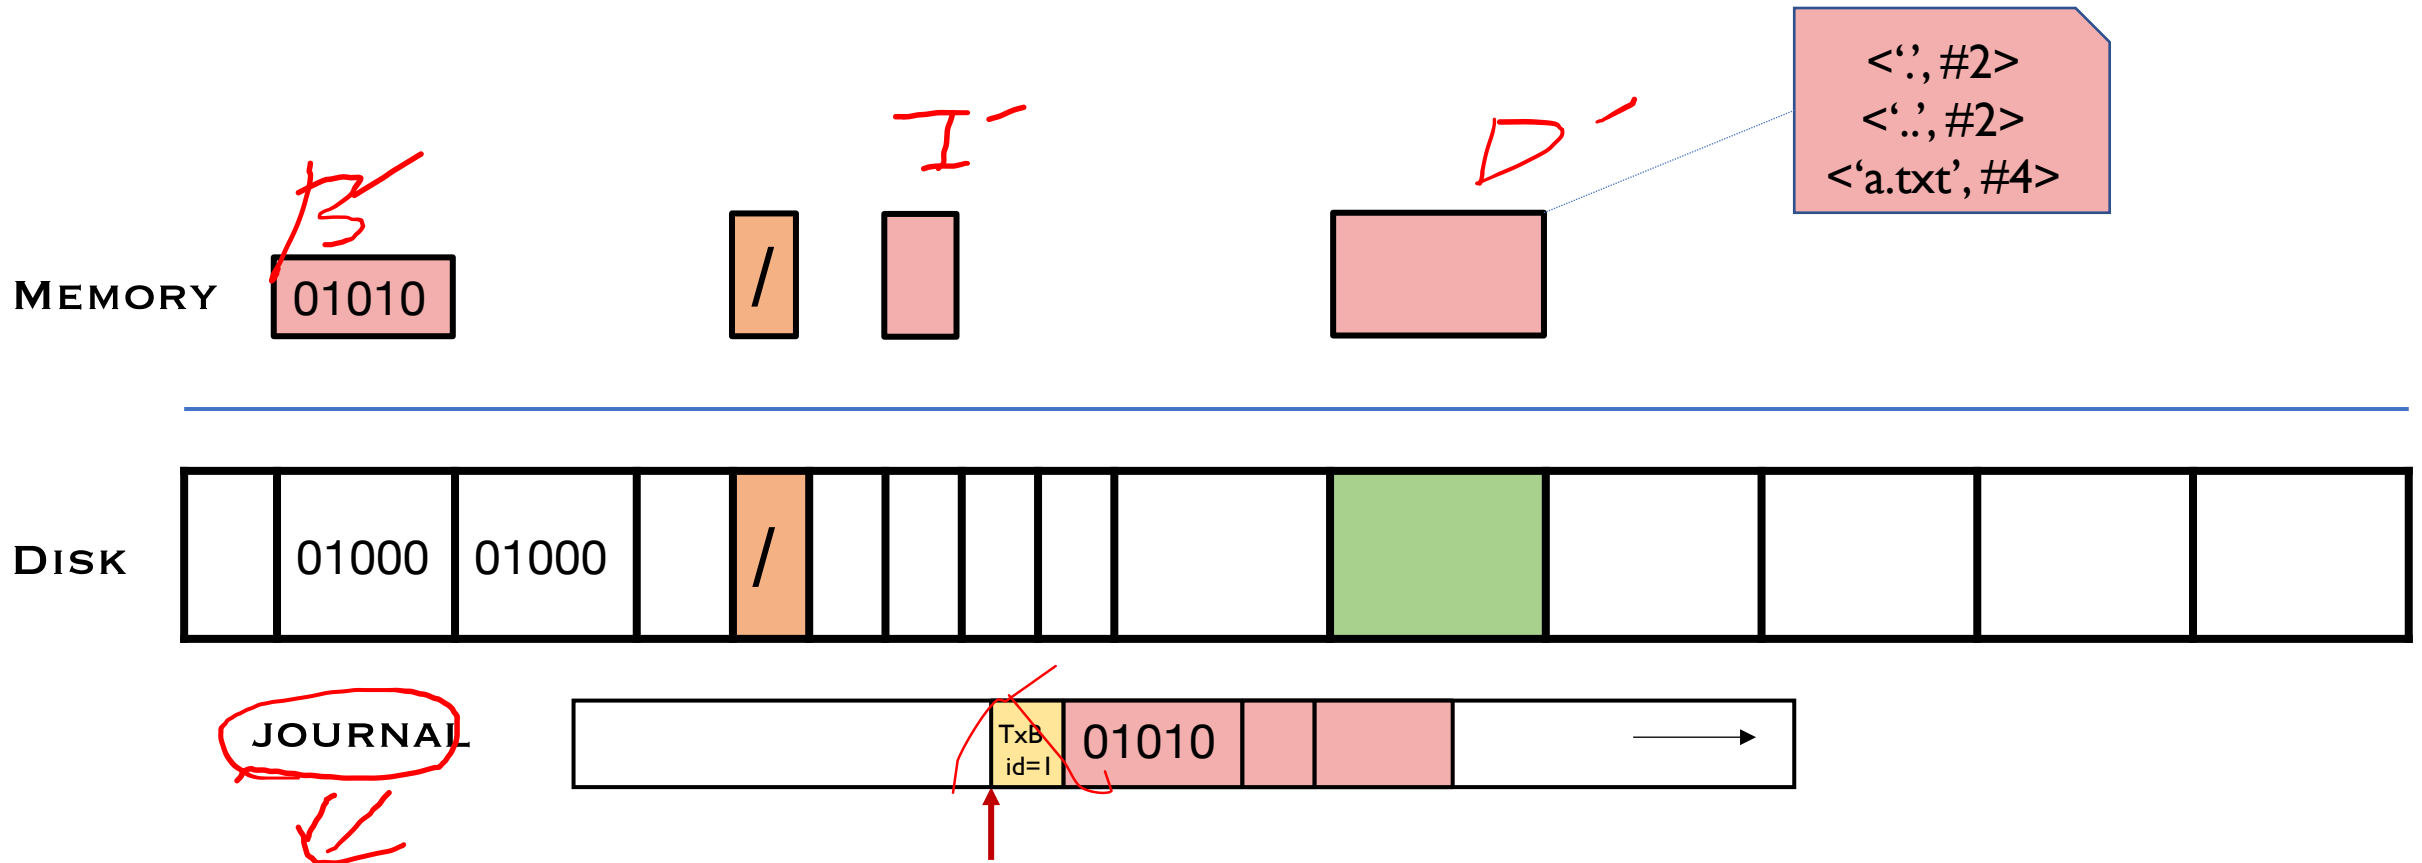 <‘.’, #2>
<‘..’, #2>
<‘a.txt’, #4>
I’
D’
B’
MEMORY
01010
/
DISK
01000
01000
/
JOURNAL
TxB
id=1
01010